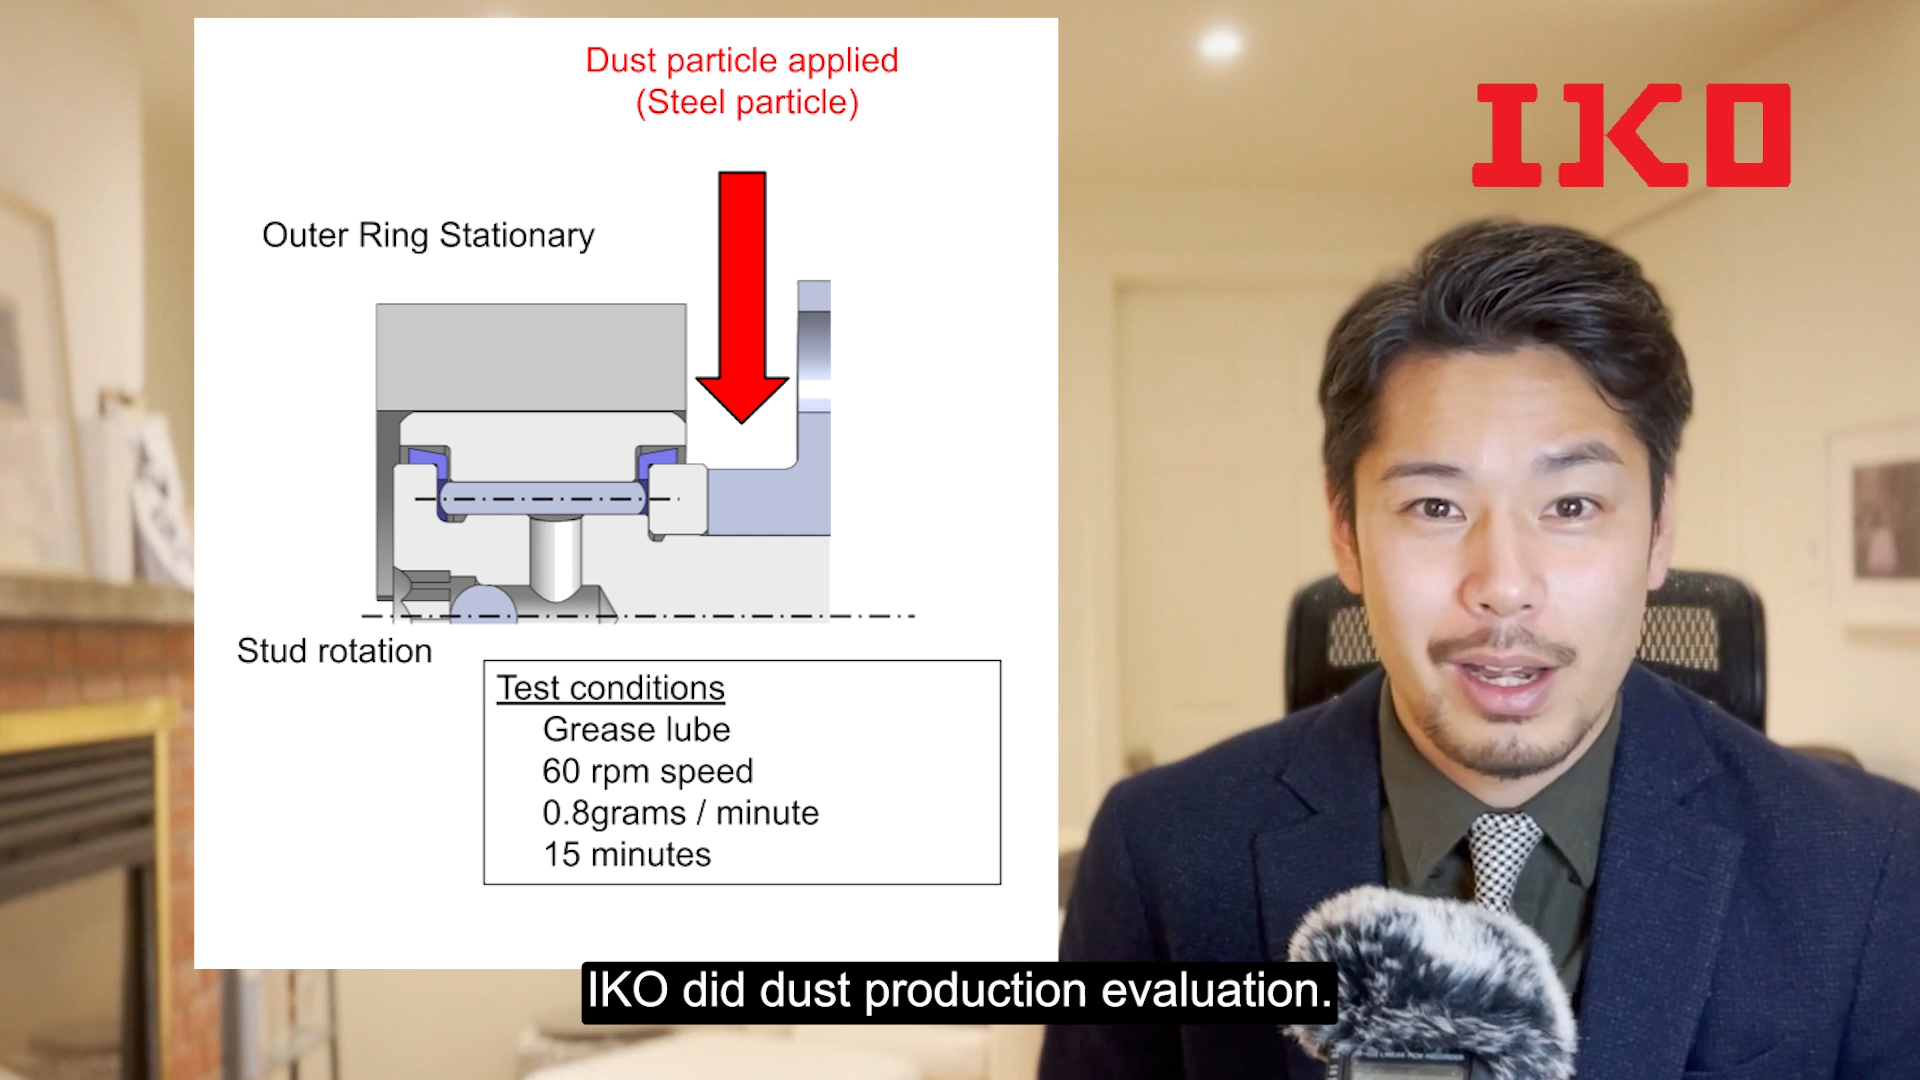 Dust particle applied
(Steel particle)
IKO
Outer Ring Stationary
Stud rotation
Test conditions
Grease lube
60 rpm speed
0.8grams / minute
15 minutes
IKO did dust production evaluation.